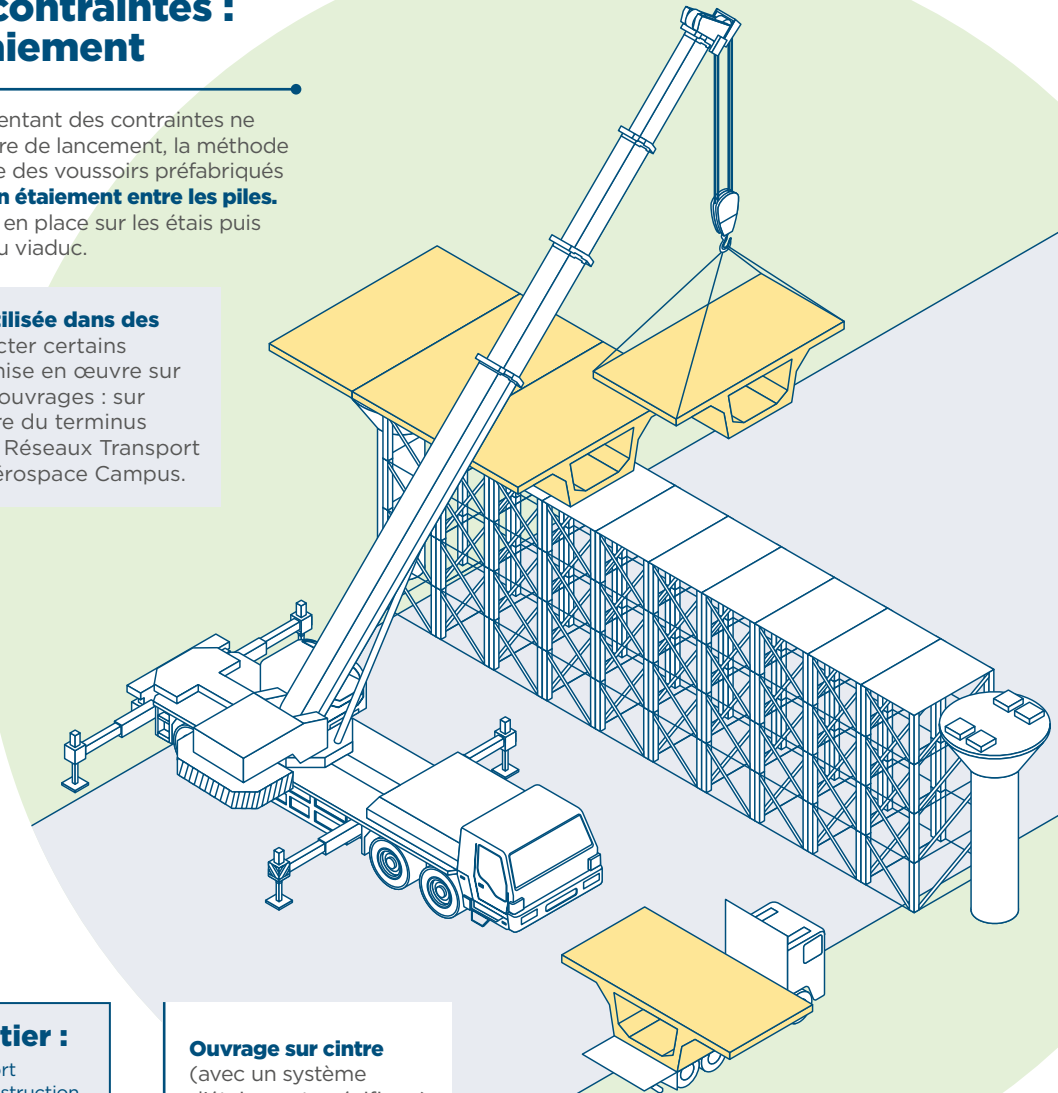 contraintes :
aiement
entant des contraintes ne
re de lancement, la méthode
e des voussoirs préfabriqués
n étaiement entre les piles.
en place sur les étais puis
u viaduc.
tilisée dans des
cter certains
mise en œuvre sur
ouvrages : sur
re du terminus
Réseaux Transport
érospace Campus.
tier :
rt
struction
Ouvrage sur cintre
(avec un système